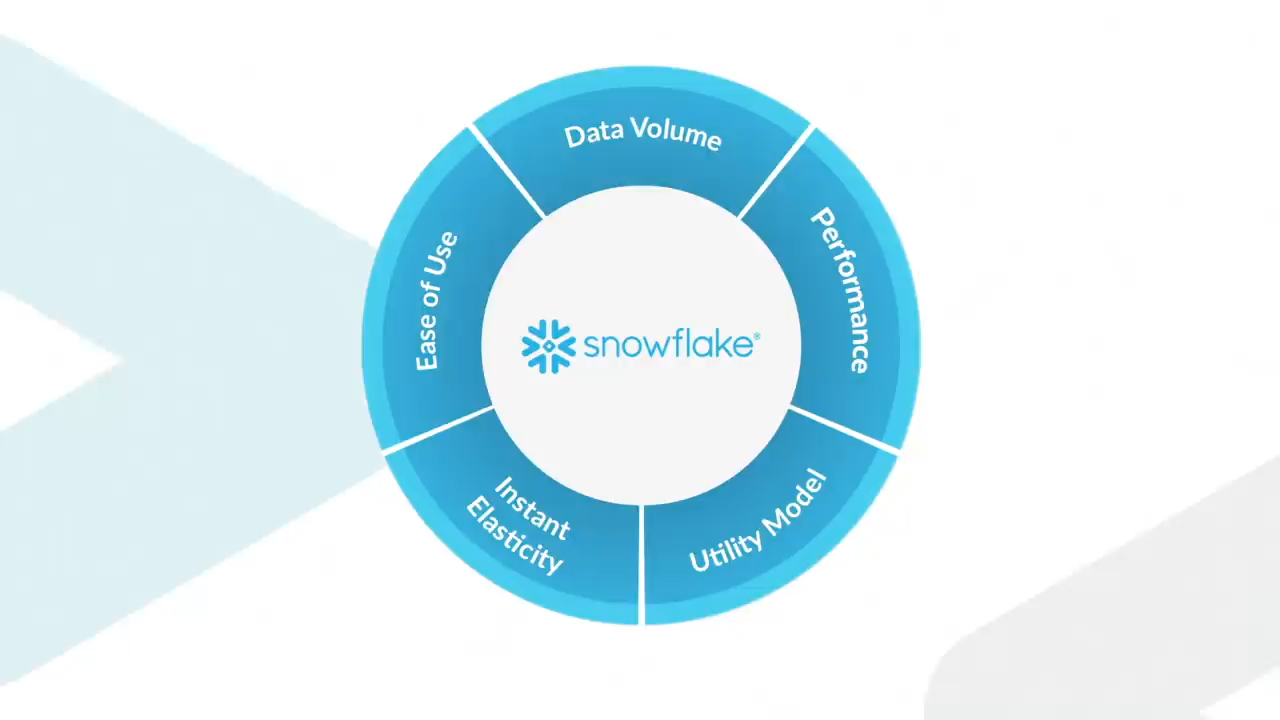 Data Volume
Performance
Utility Model
Instant
Elasticity
Ease of Use
snowflake®